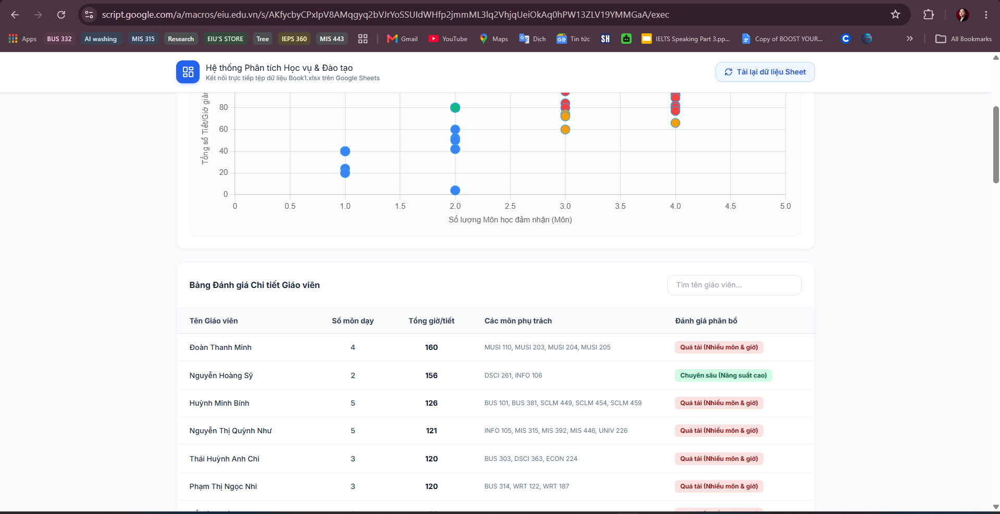 script.google.com/a/macros/eiu.edu.vn/s/AKfycbyCPxIpV8AMqgyq2bVJrYoSSUIdWHfp2jmmML3lq2VhjqUeiOkAq0hPW13ZLV19YMMGaA/exec
Apps BUS 332 AI washing MIS 315 Research EIU'S STORE Tree IEPS 360 MIS 443 Gmail YouTube Maps Dịch Tin tức SH IELTS Speaking Part 3.pp... Copy of BOOST YOUR... C All Bookmarks
Hệ thống Phân tích Học vụ & Đào tạo
Kết nối trực tiếp tệp dữ liệu Book1.xlsx trên Google Sheets
Tải lại dữ liệu Sheet
Tổng số Tiết/Giờ giản
80
60
40
20
0
0 0.5 1.0 1.5 2.0 2.5 3.0 3.5 4.0 4.5 5.0
Số lượng Môn học đảm nhận (Môn)
Bảng Đánh giá Chi tiết Giáo viên
Tìm tên giáo viên...
Tên Giáo viên Số môn dạy Tổng giờ/tiết Các môn phụ trách Đánh giá phân bổ
Đoàn Thanh Minh 4 160 MUSI 110, MUSI 203, MUSI 204, MUSI 205 Quá tải (Nhiều môn & giờ)
Nguyễn Hoàng Sỹ 2 156 DSCI 261, INFO 106 Chuyên sâu (Năng suất cao)
Huỳnh Minh Bính 5 126 BUS 101, BUS 381, SCLM 449, SCLM 454, SCLM 459 Quá tải (Nhiều môn & giờ)
Nguyễn Thị Quỳnh Như 5 121 INFO 105, MIS 315, MIS 392, MIS 446, UNIV 226 Quá tải (Nhiều môn & giờ)
Thái Huỳnh Anh Chi 3 120 BUS 303, DSCI 363, ECON 224 Quá tải (Nhiều môn & giờ)
Phạm Thị Ngọc Nhi 3 120 BUS 314, WRT 122, WRT 187 Quá tải (Nhiều môn & giờ)